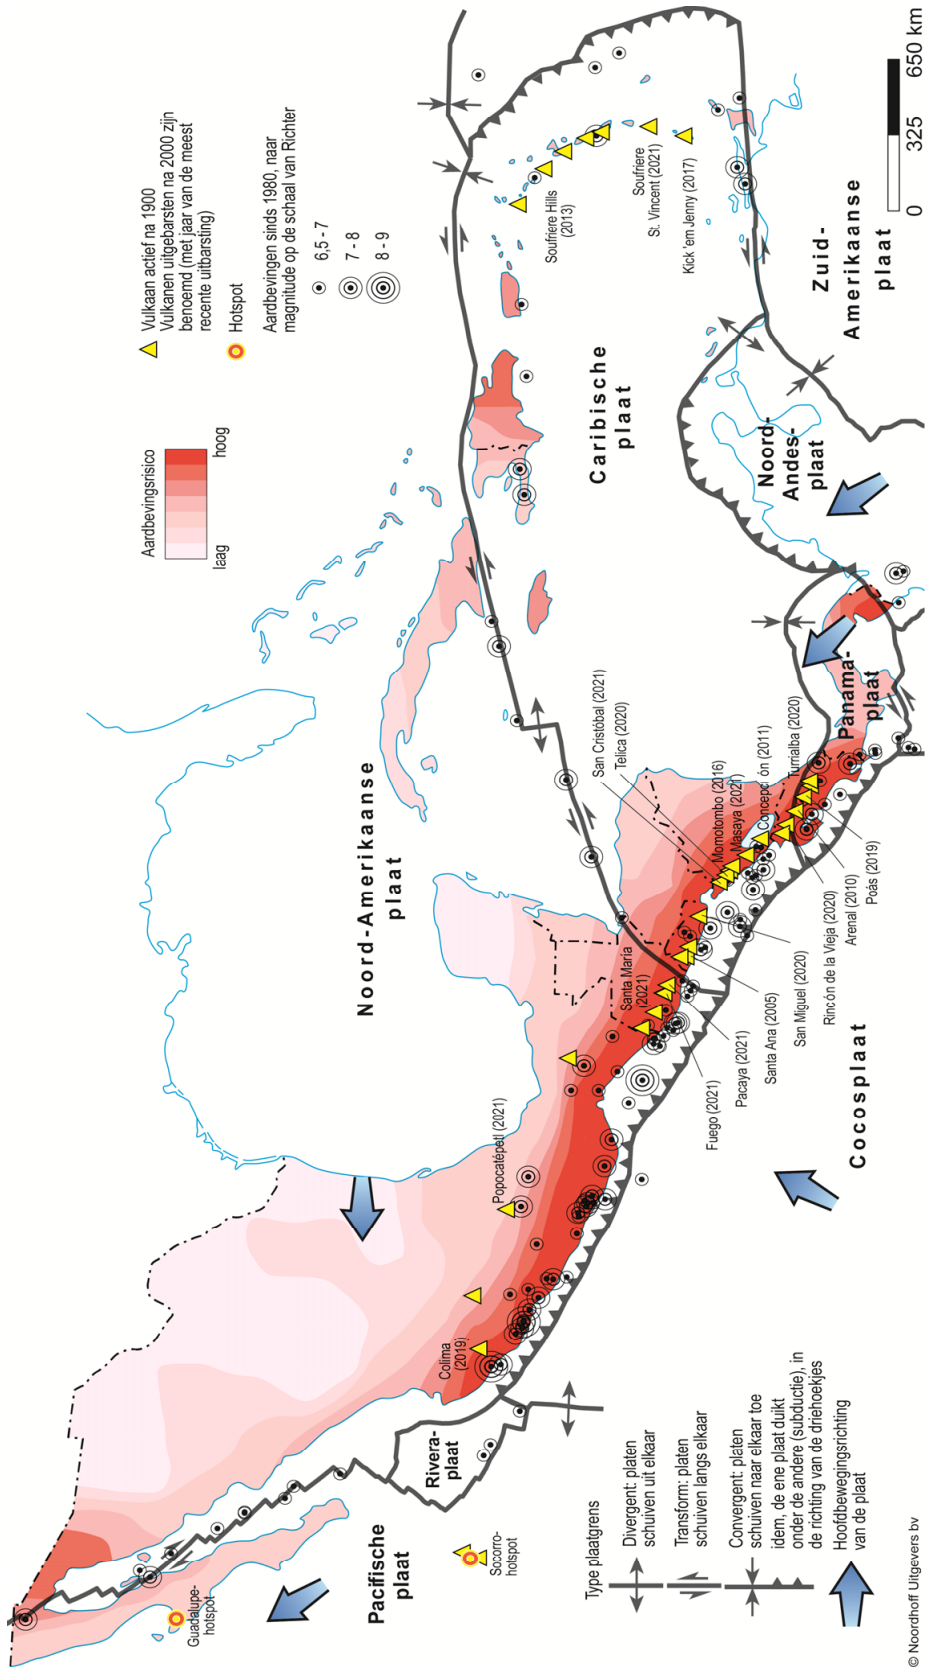 Vulkaan actief na 1900
Vulkanen uitgebarsten na 2000 zijn
benoemd (met jaar van de meest
recente uitbarsting)
Hotspot
Aardbevingen sinds 1980, naar
magnitude op de schaal van Richter
6,5 - 7
7 - 8
8 - 9
Aardbevingsrisico
laag
hoog
Noord-Amerikaanse
plaat
Caribische
plaat
Zuid-
Amerikaanse
plaat
Noord-
Andes-
plaat
Panama-
plaat
Cocosplaat
Rivera-
plaat
Pacifische
plaat
Guadalupe-
hotspot
Socorro-
hotspot
Colima
(2019)
Popocatépetl (2021)
Santa Maria
(2021)
Fuego (2021)
Pacaya (2021)
Santa Ana (2005)
San Miguel (2020)
San Cristóbal (2021)
Telica (2020)
Momotombo (2016)
Masaya (2021)
Concepci ón (2011)
Turrialba (2020)
Rincón de la Vieja (2020)
Arenal (2010)
Poás (2019)
Soufriere Hills
(2013)
Soufriere
St. Vincent (2021)
Kick 'em Jenny (2017)
0 325 650 km
Type plaatgrens
Divergent: platen
schuiven uit elkaar
Transform: platen
schuiven langs elkaar
Convergent: platen
schuiven naar elkaar toe
idem, de ene plaat duikt
onder de andere (subductie), in
de richting van de driehoekjes
Hoofdbewegingsrichting
van de plaat
© Noordhoff Uitgevers bv